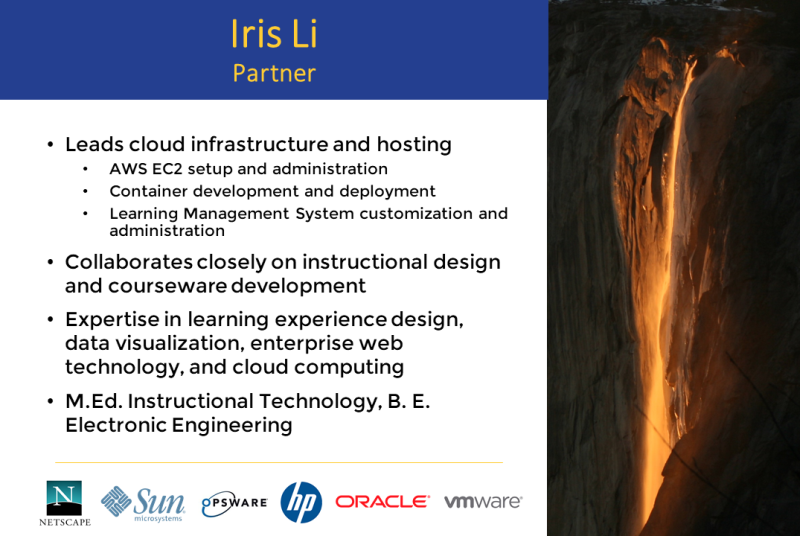 Iris Li
Partner
• Leads cloud infrastructure and hosting
• AWS EC2 setup and administration
• Container development and deployment
• Learning Management System customization and
administration
• Collaborates closely on instructional design
and courseware development
• Expertise in learning experience design,
data visualization, enterprise web
technology, and cloud computing
• M.Ed. Instructional Technology, B. E.
Electronic Engineering
N
NETSCAPE
Sun
microsystems
OPSWARE
hp
ORACLE®
vmware®